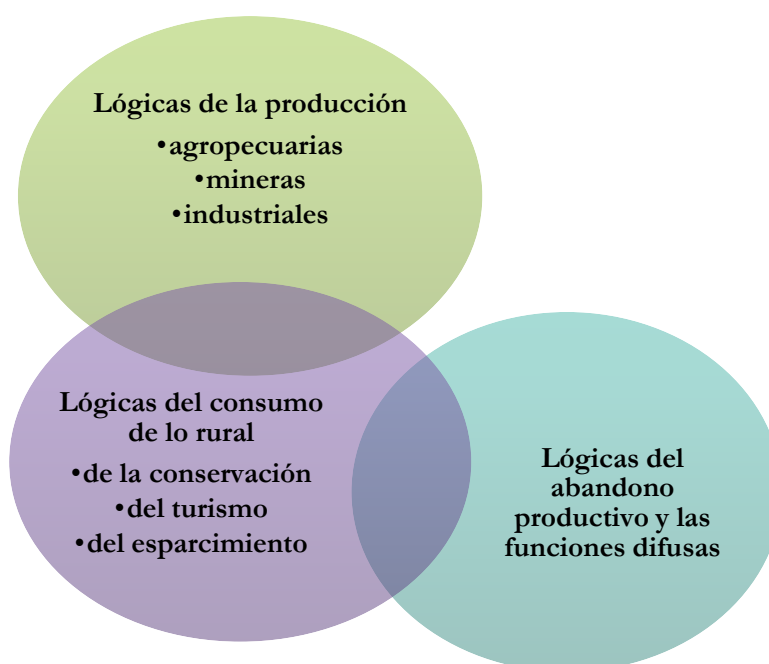 Lógicas de la producción
•agropecuarias
•mineras
•industriales
Lógicas del consumo
de lo rural
•de la conservación
•del turismo
•del esparcimiento
Lógicas del
abandono
productivo y las
funciones difusas